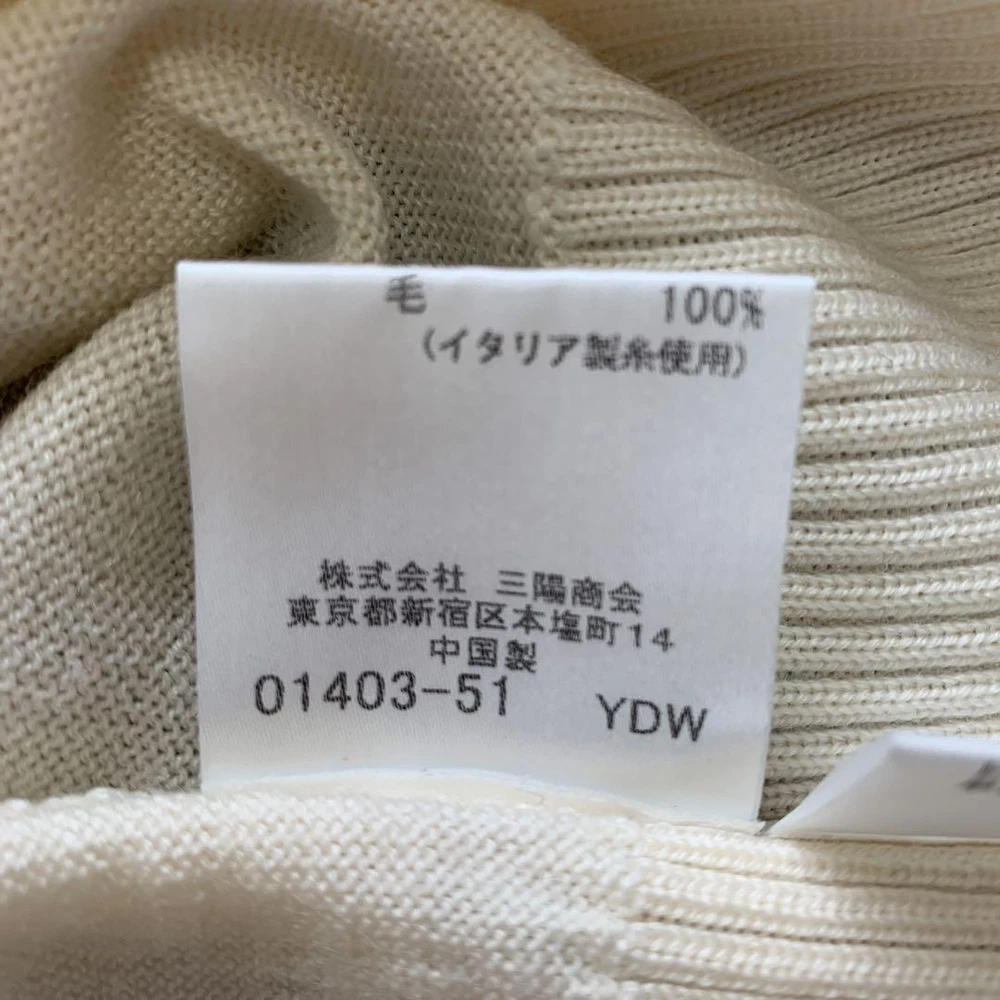 毛 100%
(イタリア製糸使用)
株式会社 三陽商会
東京都新宿区本塩町14
中国製
01403-51 YDW